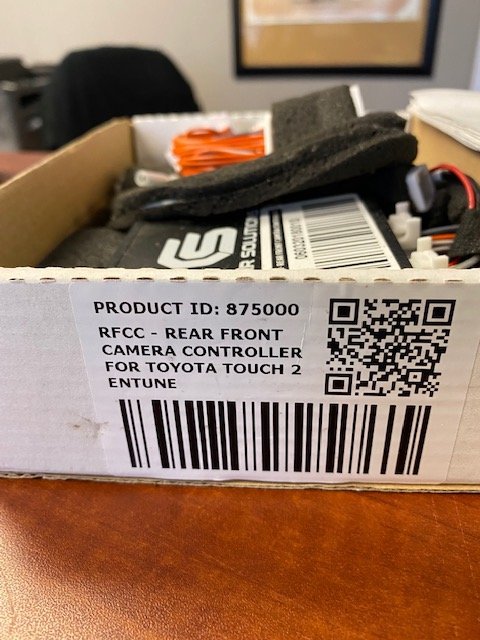 PRODUCT ID: 875000
RFCC - REAR FRONT
CAMERA CONTROLLER
FOR TOYOTA TOUCH 2
ENTUNE